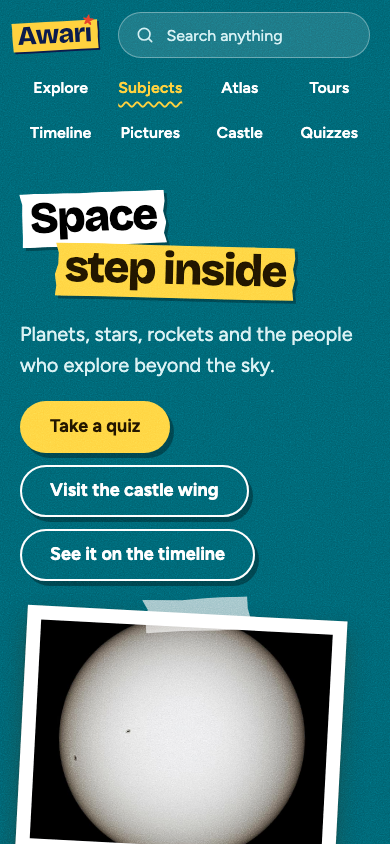 Awari
Search anything
Explore
Subjects
Atlas
Tours
Timeline
Pictures
Castle
Quizzes
Space
step inside
Planets, stars, rockets and the people
who explore beyond the sky.
Take a quiz
Visit the castle wing
See it on the timeline